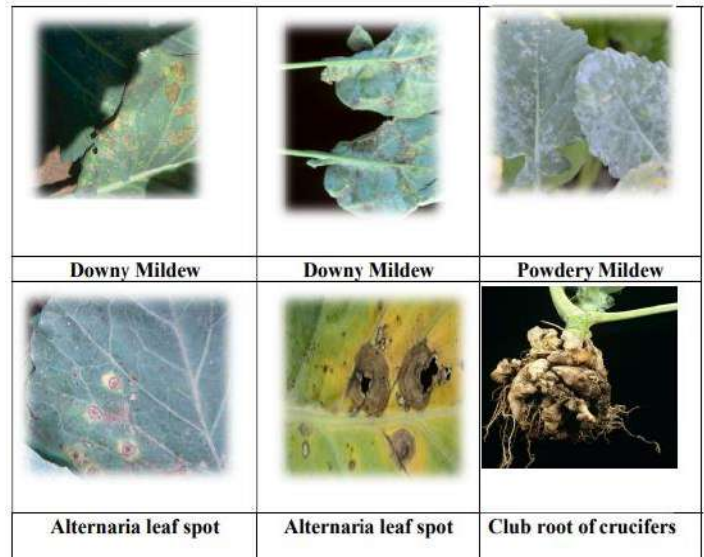 Downy Mildew
Downy Mildew
Powdery Mildew
Alternaria leaf spot
Alternaria leaf spot
Club root of crucifers